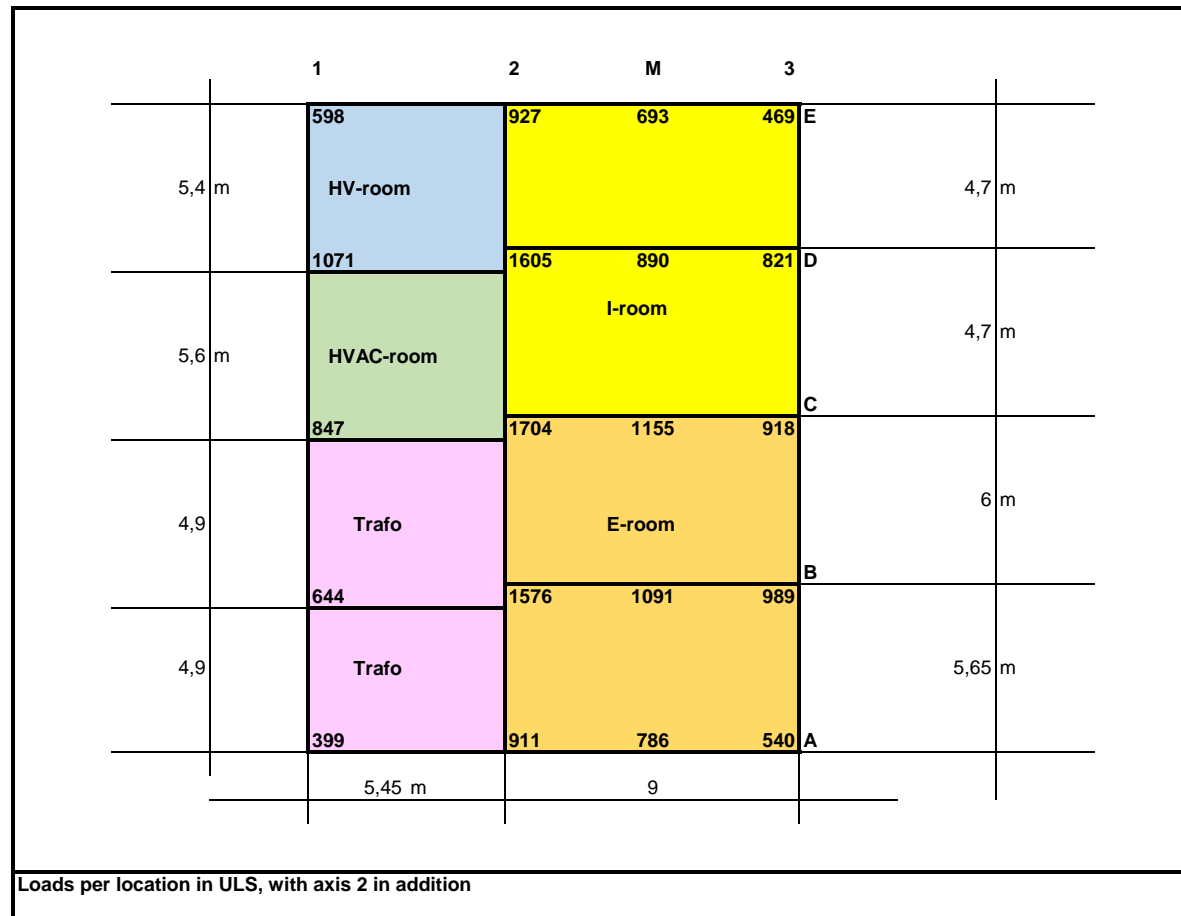 1 2 M 3
598 927 693 469 E
5,4 m HV-room 4,7 m
1071 1605 890 821 D
I-room
4,7 m
5,6 m HVAC-room
C
847 1704 1155 918
6 m
4,9 Trafo E-room
B
644 1576 1091 989
4,9 Trafo 5,65 m
399 911 786 540 A
5,45 m 9
Loads per location in ULS, with axis 2 in addition